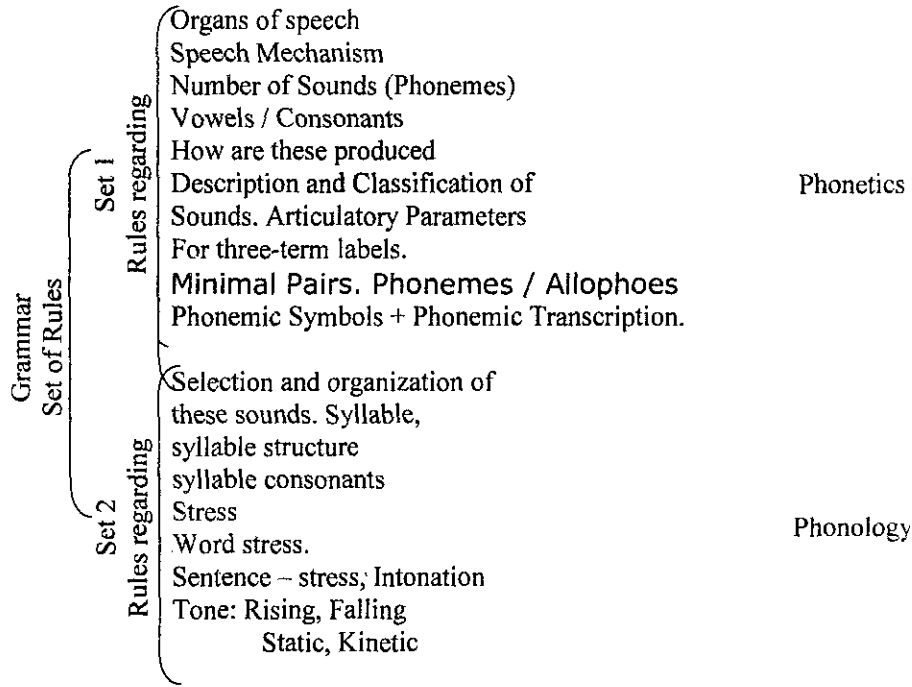 Grammar
Set of Rules
Set 1
Rules regarding
Organs of speech
Speech Mechanism
Number of Sounds (Phonemes)
Vowels / Consonants
How are these produced
Description and Classification of
Sounds. Articulatory Parameters
For three-term labels.
Minimal Pairs. Phonemes / Allophoes
Phonemic Symbols + Phonemic Transcription.
Phonetics
Set 2
Rules regarding
Selection and organization of
these sounds. Syllable,
syllable structure
syllable consonants
Stress
Word stress.
Sentence – stress, Intonation
Tone: Rising, Falling
Static, Kinetic
Phonology